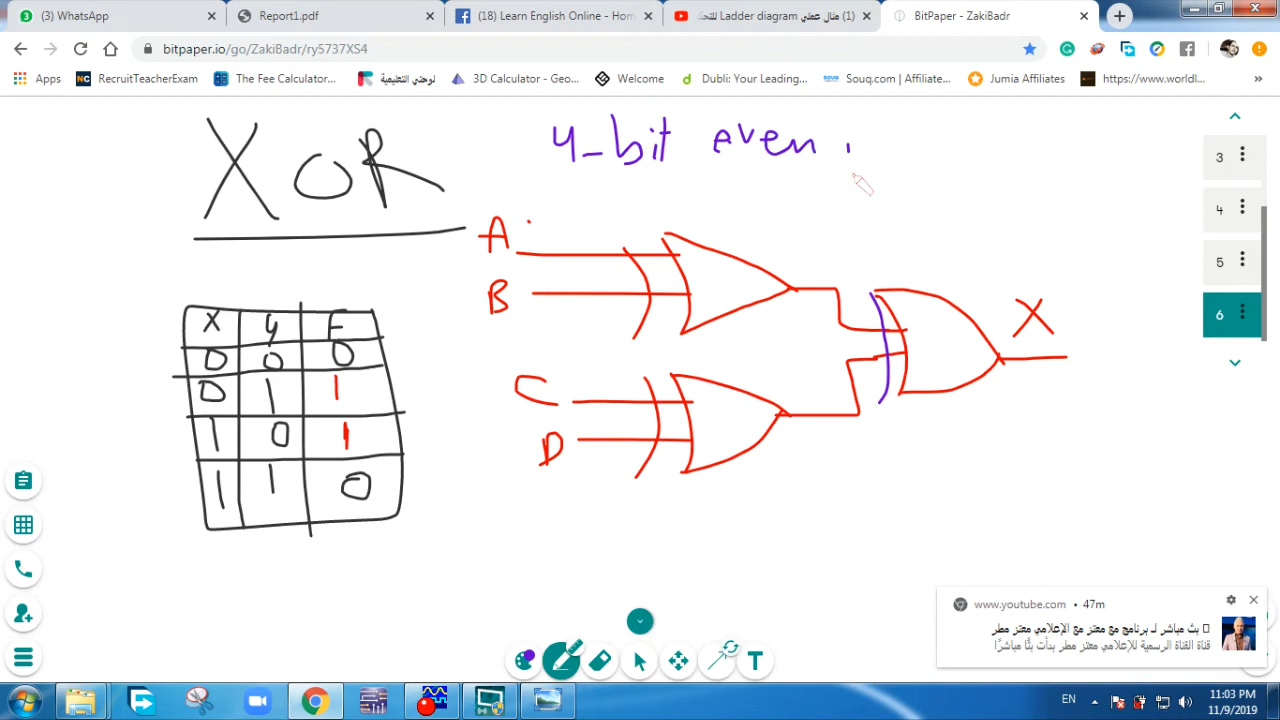 (3) WhatsApp
Report1.pdf
(18) Learn English Online - Hom
(1) مثال عملي Ladder diagram للتحك
BitPaper - ZakiBadr
bitpaper.io/go/ZakiBadr/ry5737XS4
Apps
RecruitTeacherExam
The Fee Calculator...
لوحتي التعليمية
3D Calculator - Geo...
Welcome
Dubli: Your Leading...
Souq.com | Affiliate...
Jumia Affiliates
https://www.worldl...
XOR
4-bit even
A
B
C
D
X
X y F
0 0 0
0 1 1
1 0 1
1 1 0
3
4
5
6
www.youtube.com • 47m
بث مباشر لـ برنامج مع معتز مع الإعلامي معتز مطر
قناة القناة الرسمية للإعلامي معتز مطر بدأت بثًا مباشرًا
T
EN
11:03 PM
11/9/2019